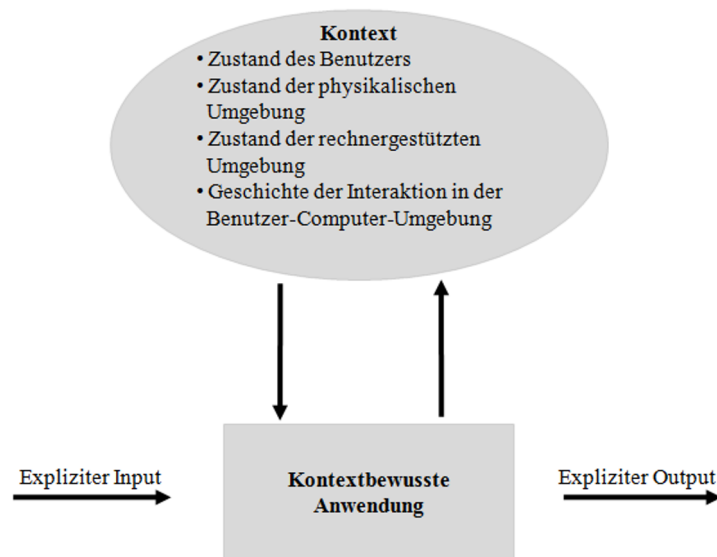 Kontext
• Zustand des Benutzers
• Zustand der physikalischen
Umgebung
• Zustand der rechnergestützten
Umgebung
• Geschichte der Interaktion in der
Benutzer-Computer-Umgebung
Expliziter Input
Kontextbewusste
Anwendung
Expliziter Output